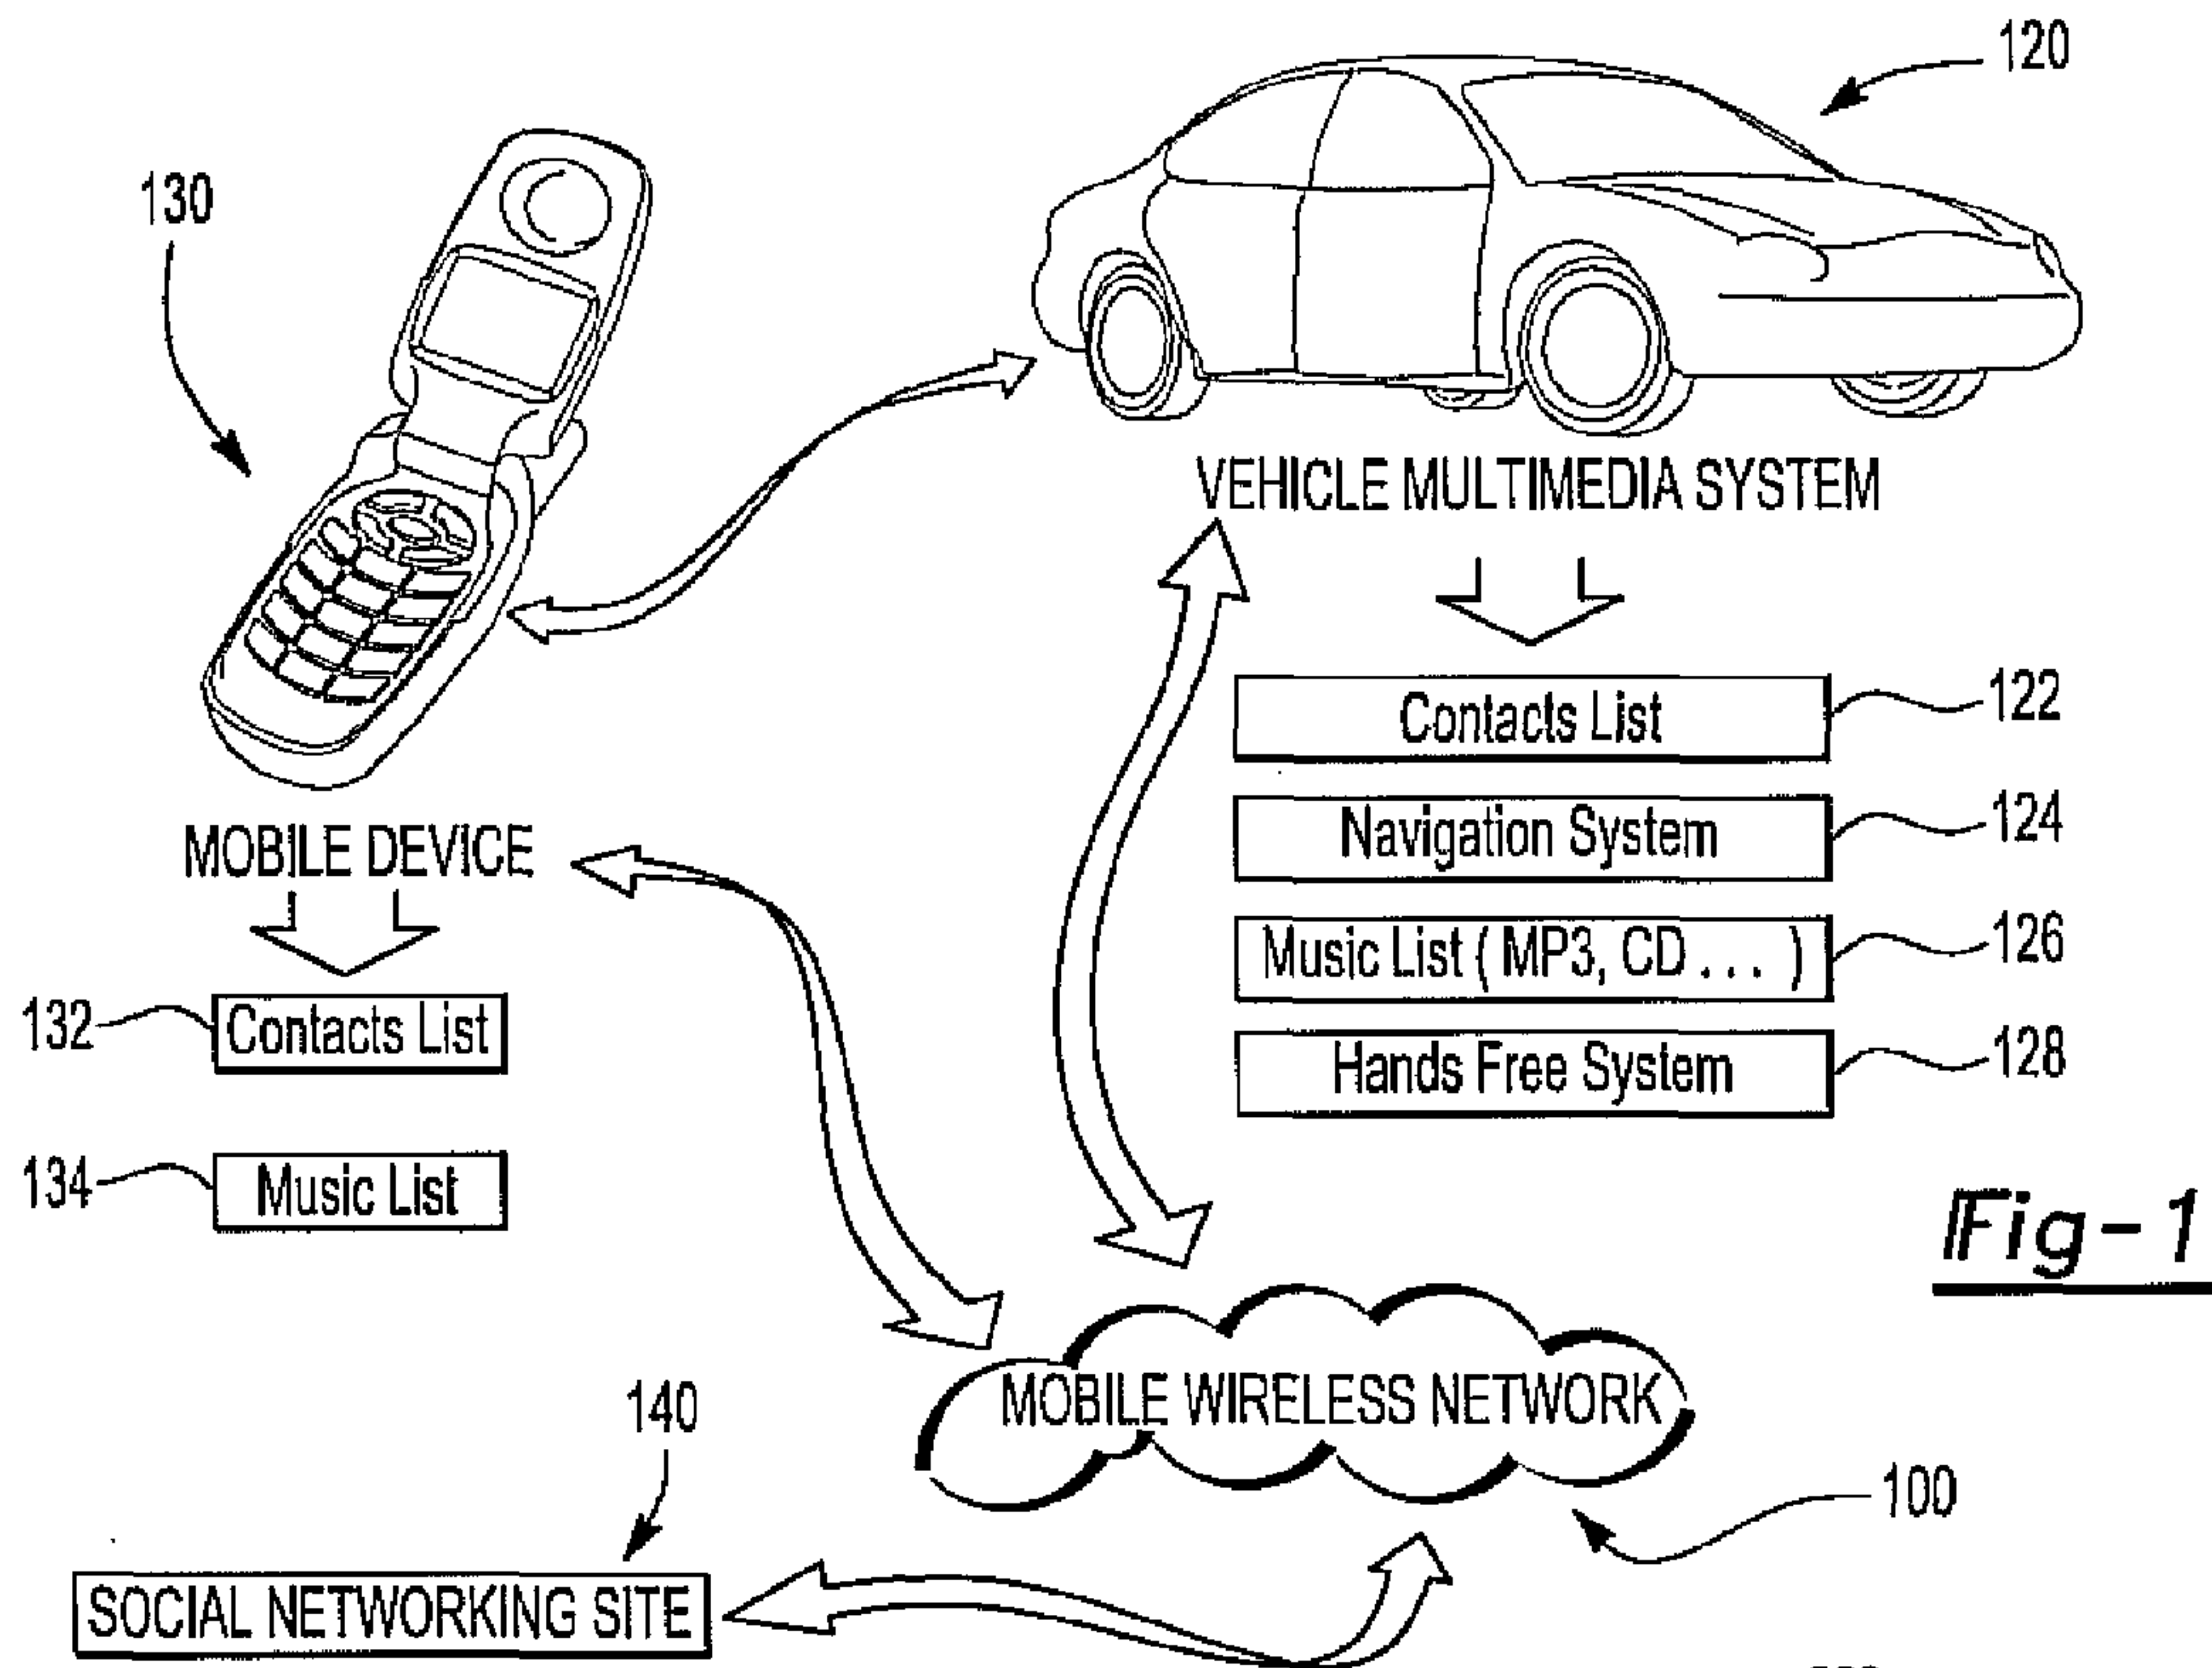 120
130
VEHICLE MULTIMEDIA SYSTEM
Contacts List
122
Navigation System
124
MOBILE DEVICE
Music List ( MP3, CD . . . )
126
132
Contacts List
Hands Free System
128
134
Music List
Fig-1
MOBILE WIRELESS NETWORK
140
100
SOCIAL NETWORKING SITE